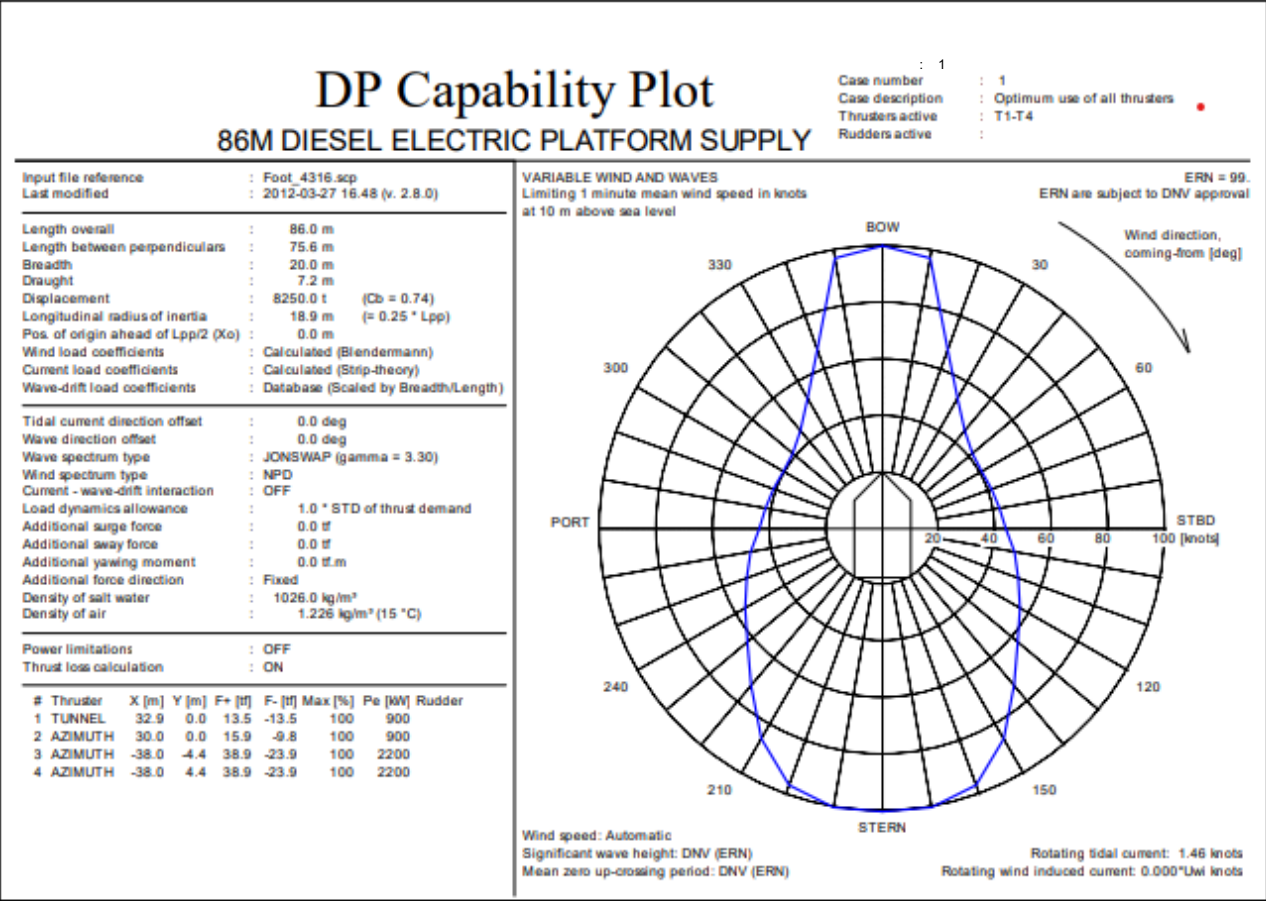 : 1
DP Capability Plot
86M DIESEL ELECTRIC PLATFORM SUPPLY
Case number : 1
Case description : Optimum use of all thrusters
Thrusters active : T1-T4
Rudders active :
Input file reference : Foot_4316.scp
Last modified : 2012-03-27 16.48 (v. 2.8.0)
Length overall : 86.0 m
Length between perpendiculars : 75.6 m
Breadth : 20.0 m
Draught : 7.2 m
Displacement : 8250.0 t (Cb = 0.74)
Longitudinal radius of inertia : 18.9 m (= 0.25 * Lpp)
Pos. of origin ahead of Lpp/2 (Xo) : 0.0 m
Wind load coefficients : Calculated (Blendermann)
Current load coefficients : Calculated (Strip-theory)
Wave-drift load coefficients : Database (Scaled by Breadth/Length)
Tidal current direction offset : 0.0 deg
Wave direction offset : 0.0 deg
Wave spectrum type : JONSWAP (gamma = 3.30)
Wind spectrum type : NPD
Current - wave-drift interaction : OFF
Load dynamics allowance : 1.0 * STD of thrust demand
Additional surge force : 0.0 tf
Additional sway force : 0.0 tf
Additional yawing moment : 0.0 tf.m
Additional force direction : Fixed
Density of salt water : 1026.0 kg/m³
Density of air : 1.226 kg/m³ (15 °C)
Power limitations : OFF
Thrust loss calculation : ON
# Thruster X [m] Y [m] F+ [tf] F- [tf] Max [%] Pe [kW] Rudder
1 TUNNEL 32.9 0.0 13.5 -13.5 100 900
2 AZIMUTH 30.0 0.0 15.9 -9.8 100 900
3 AZIMUTH -38.0 -4.4 38.9 -23.9 100 2200
4 AZIMUTH -38.0 4.4 38.9 -23.9 100 2200
VARIABLE WIND AND WAVES
Limiting 1 minute mean wind speed in knots
at 10 m above sea level
ERN = 99.
ERN are subject to DNV approval
Wind direction,
coming-from [deg]
BOW
330
30
300
60
PORT
STBD
20 40 60 80 100 [knots]
240
120
210
150
STERN
Wind speed: Automatic
Significant wave height: DNV (ERN)
Mean zero up-crossing period: DNV (ERN)
Rotating tidal current: 1.46 knots
Rotating wind induced current: 0.000*Uwi knots